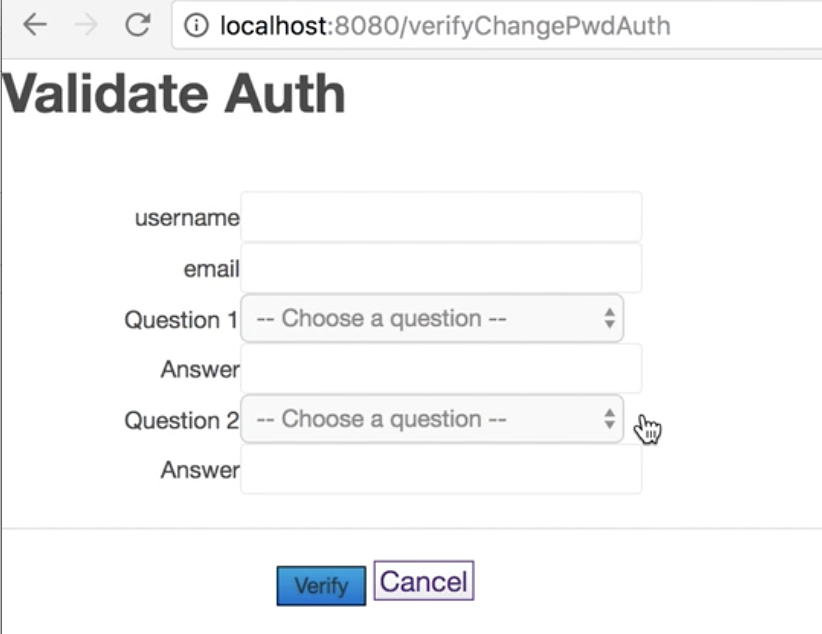 localhost:8080/verifyChangePwdAuth
Validate Auth
username
email
Question 1 -- Choose a question --
Answer
Question 2 -- Choose a question --
Answer
Verify Cancel